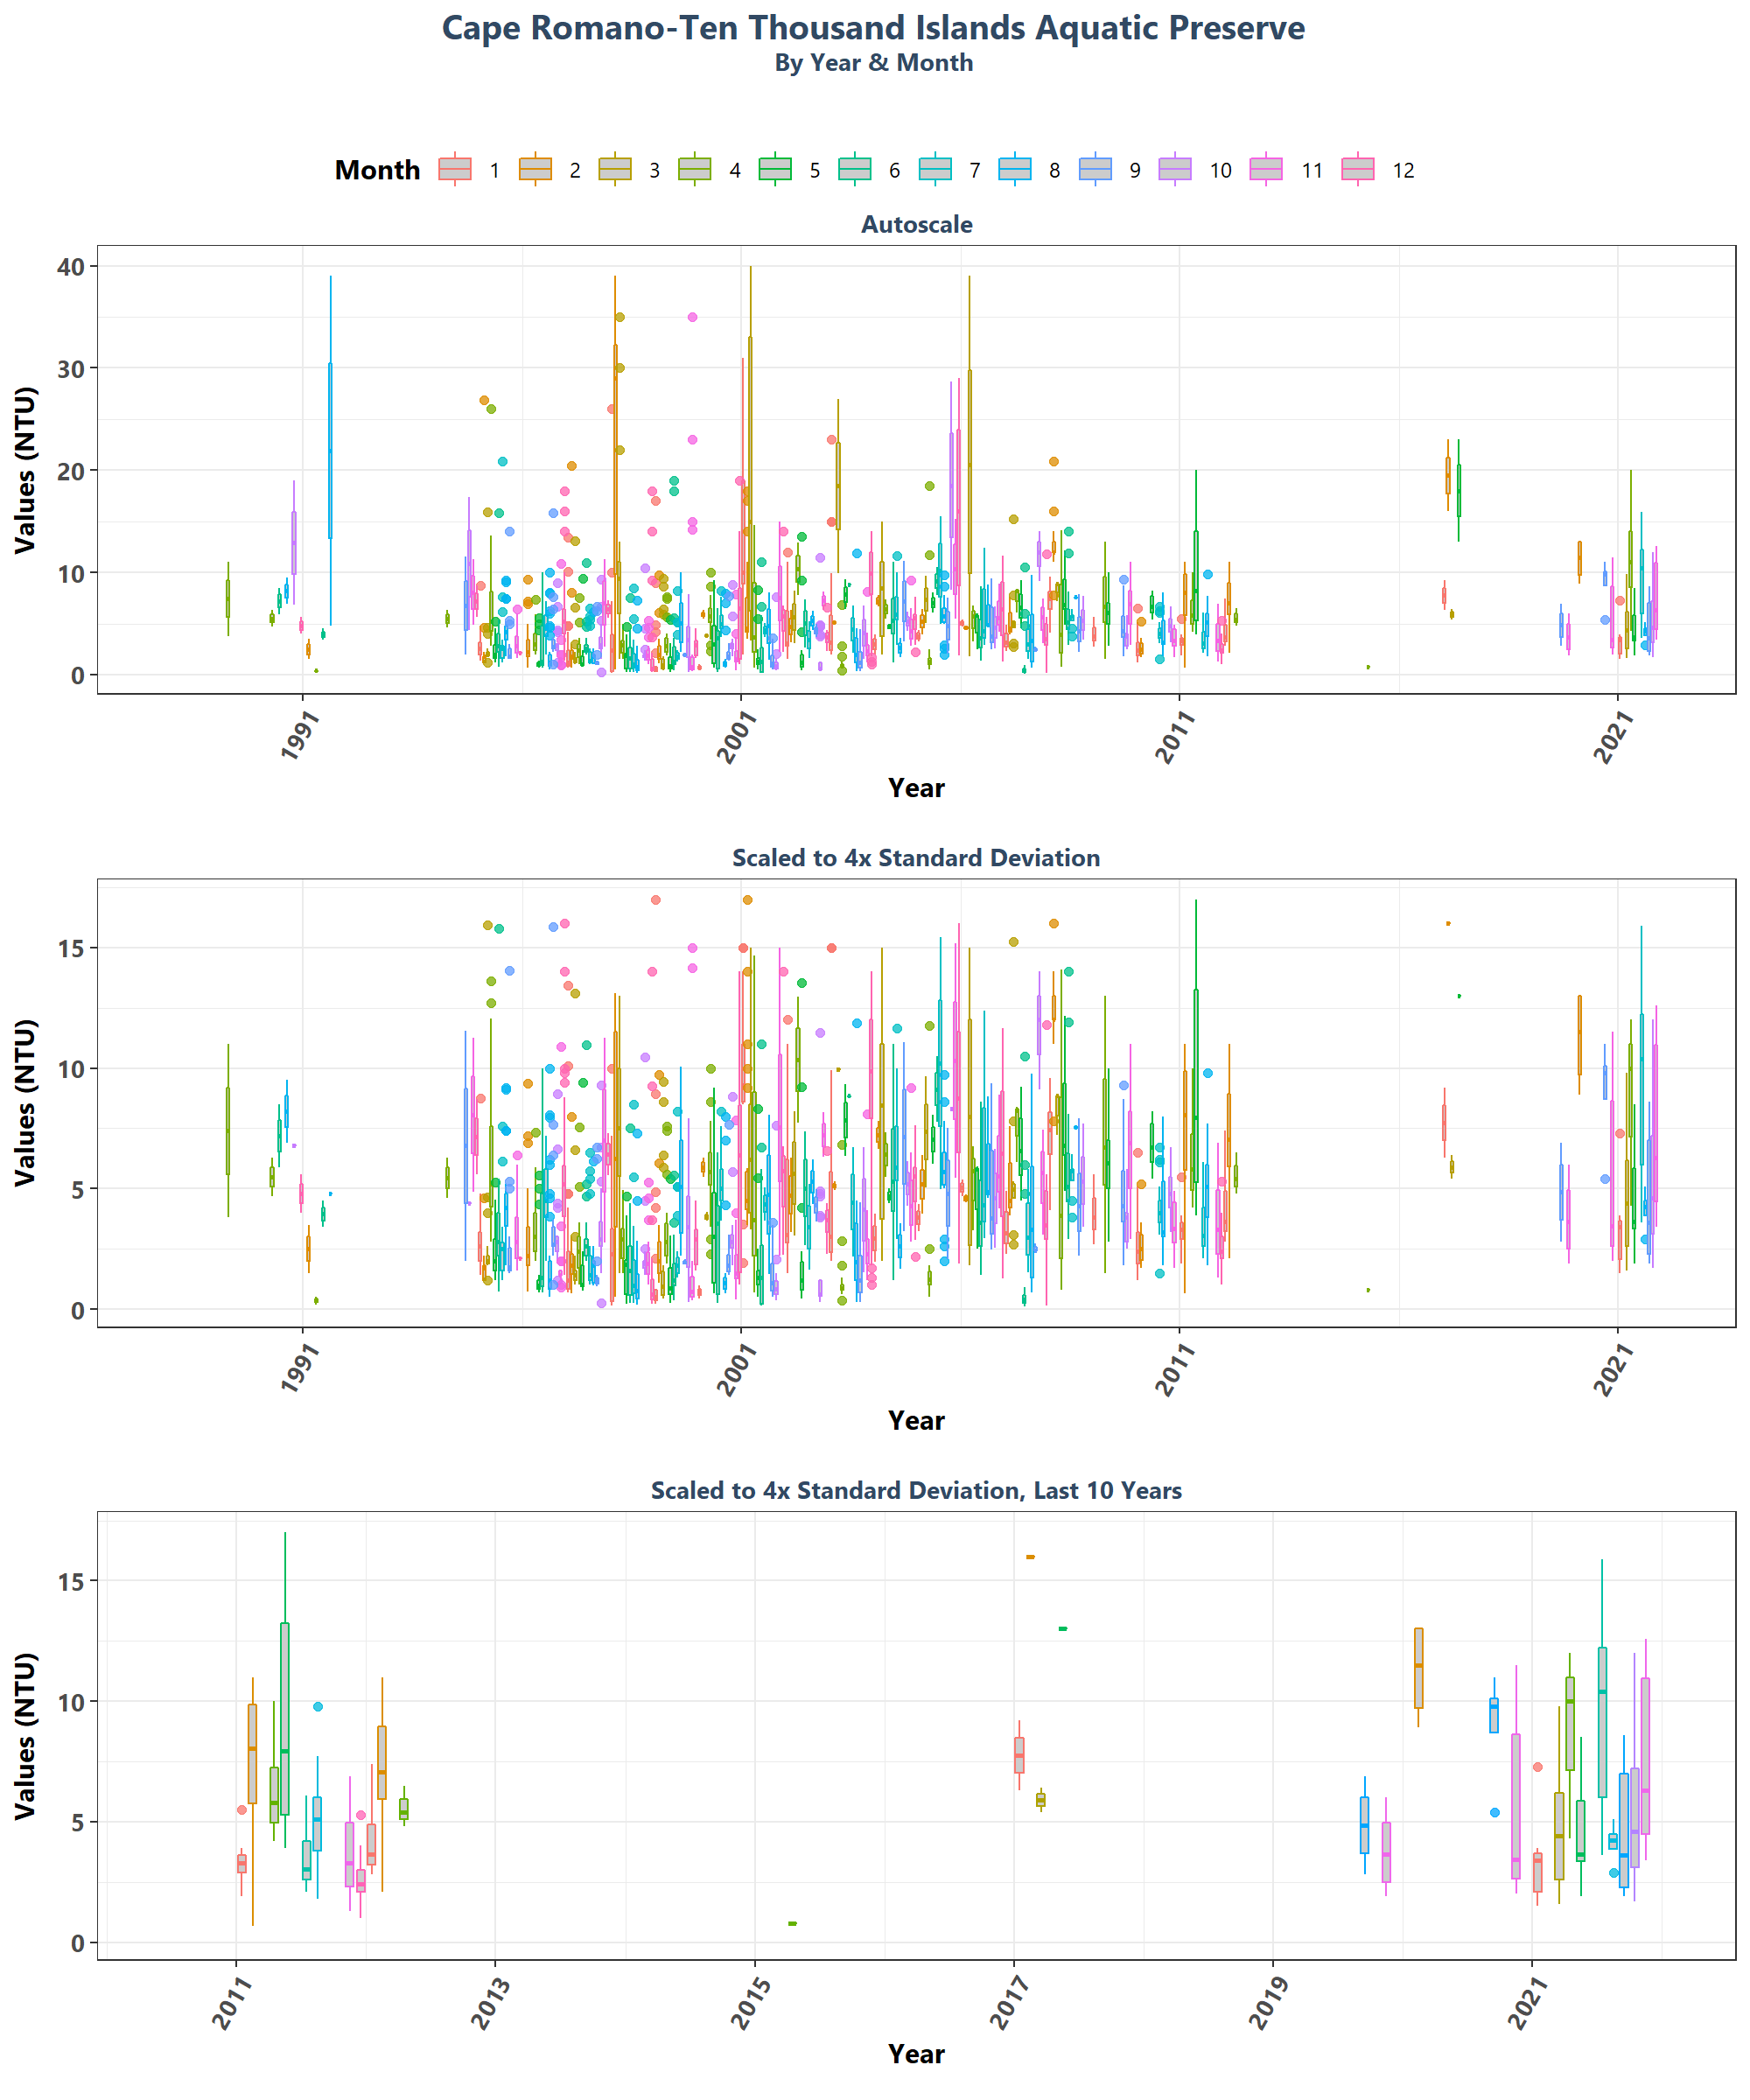 Cape Romano-Ten Thousand Islands Aquatic Preserve
By Year & Month
Month 1 2 3 4 5 6 7 8 9 10 11 12
Autoscale
40
30
20
10
0
Values (NTU)
1991 2001 2011 2021
Year
Scaled to 4x Standard Deviation
15
10
5
0
Values (NTU)
1991 2001 2011 2021
Year
Scaled to 4x Standard Deviation, Last 10 Years
15
10
5
0
Values (NTU)
2011 2013 2015 2017 2019 2021
Year